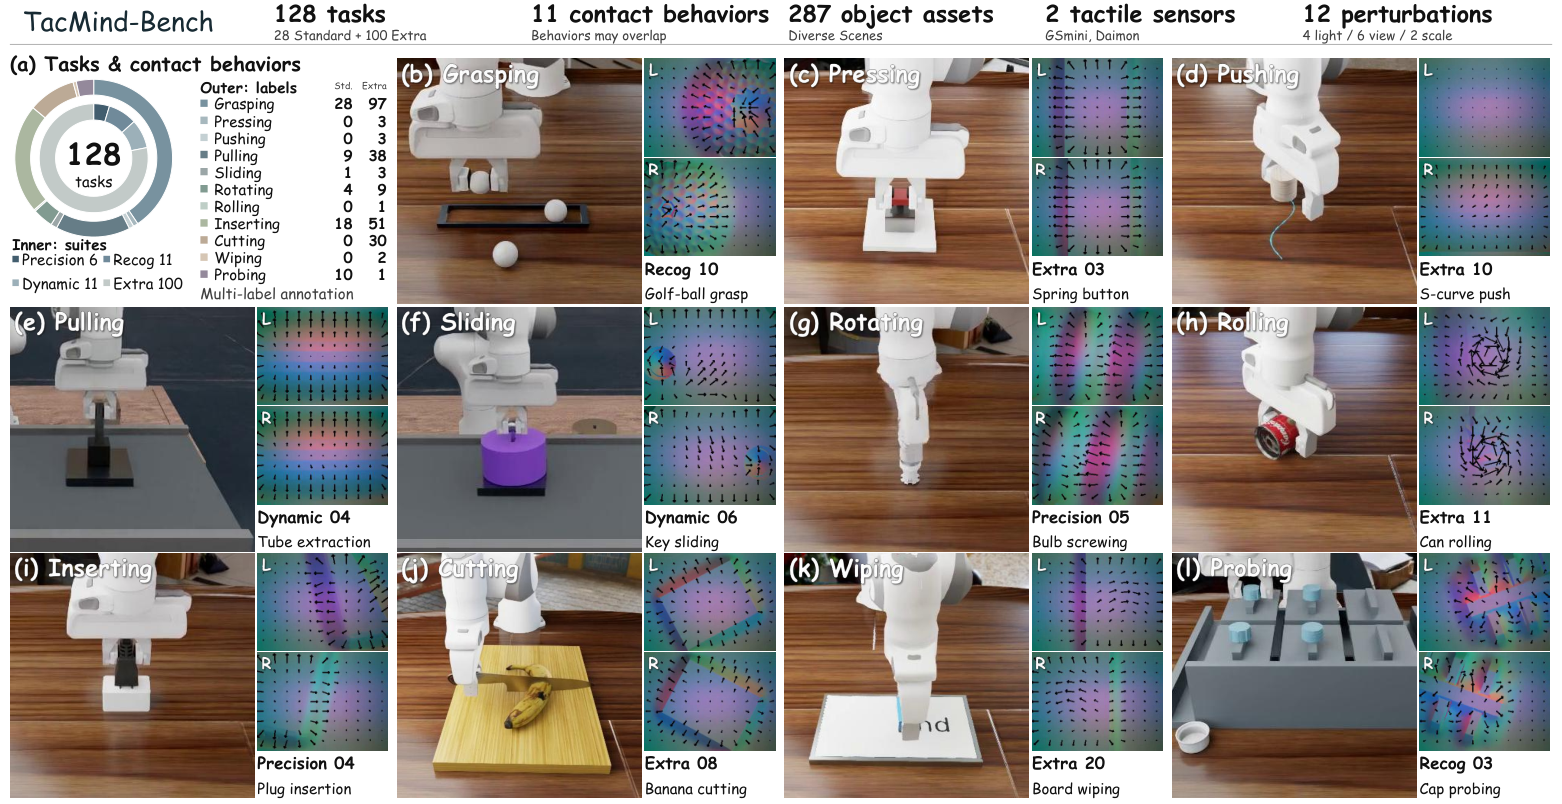 TacMind-Bench
128 tasks
28 Standard + 100 Extra
11 contact behaviors
Behaviors may overlap
287 object assets
Diverse Scenes
2 tactile sensors
GSmini, Daimon
12 perturbations
4 light / 6 view / 2 scale
(a) Tasks & contact behaviors
128
tasks
Inner: suites
Precision 6 Recog 11
Dynamic 11 Extra 100
Outer: labels Std. Extra
Grasping 28 97
Pressing 0 3
Pushing 0 3
Pulling 9 38
Sliding 1 3
Rotating 4 9
Rolling 0 1
Inserting 18 51
Cutting 0 30
Wiping 0 2
Probing 10 1
Multi-label annotation
(b) Grasping
L
R
Recog 10
Golf-ball grasp
(c) Pressing
L
R
Extra 03
Spring button
(d) Pushing
L
R
Extra 10
S-curve push
(e) Pulling
L
R
Dynamic 04
Tube extraction
(f) Sliding
L
R
Dynamic 06
Key sliding
(g) Rotating
L
R
Precision 05
Bulb screwing
(h) Rolling
L
R
Extra 11
Can rolling
(i) Inserting
L
R
Precision 04
Plug insertion
(j) Cutting
L
R
Extra 08
Banana cutting
(k) Wiping
nd
L
R
Extra 20
Board wiping
(l) Probing
L
R
Recog 03
Cap probing